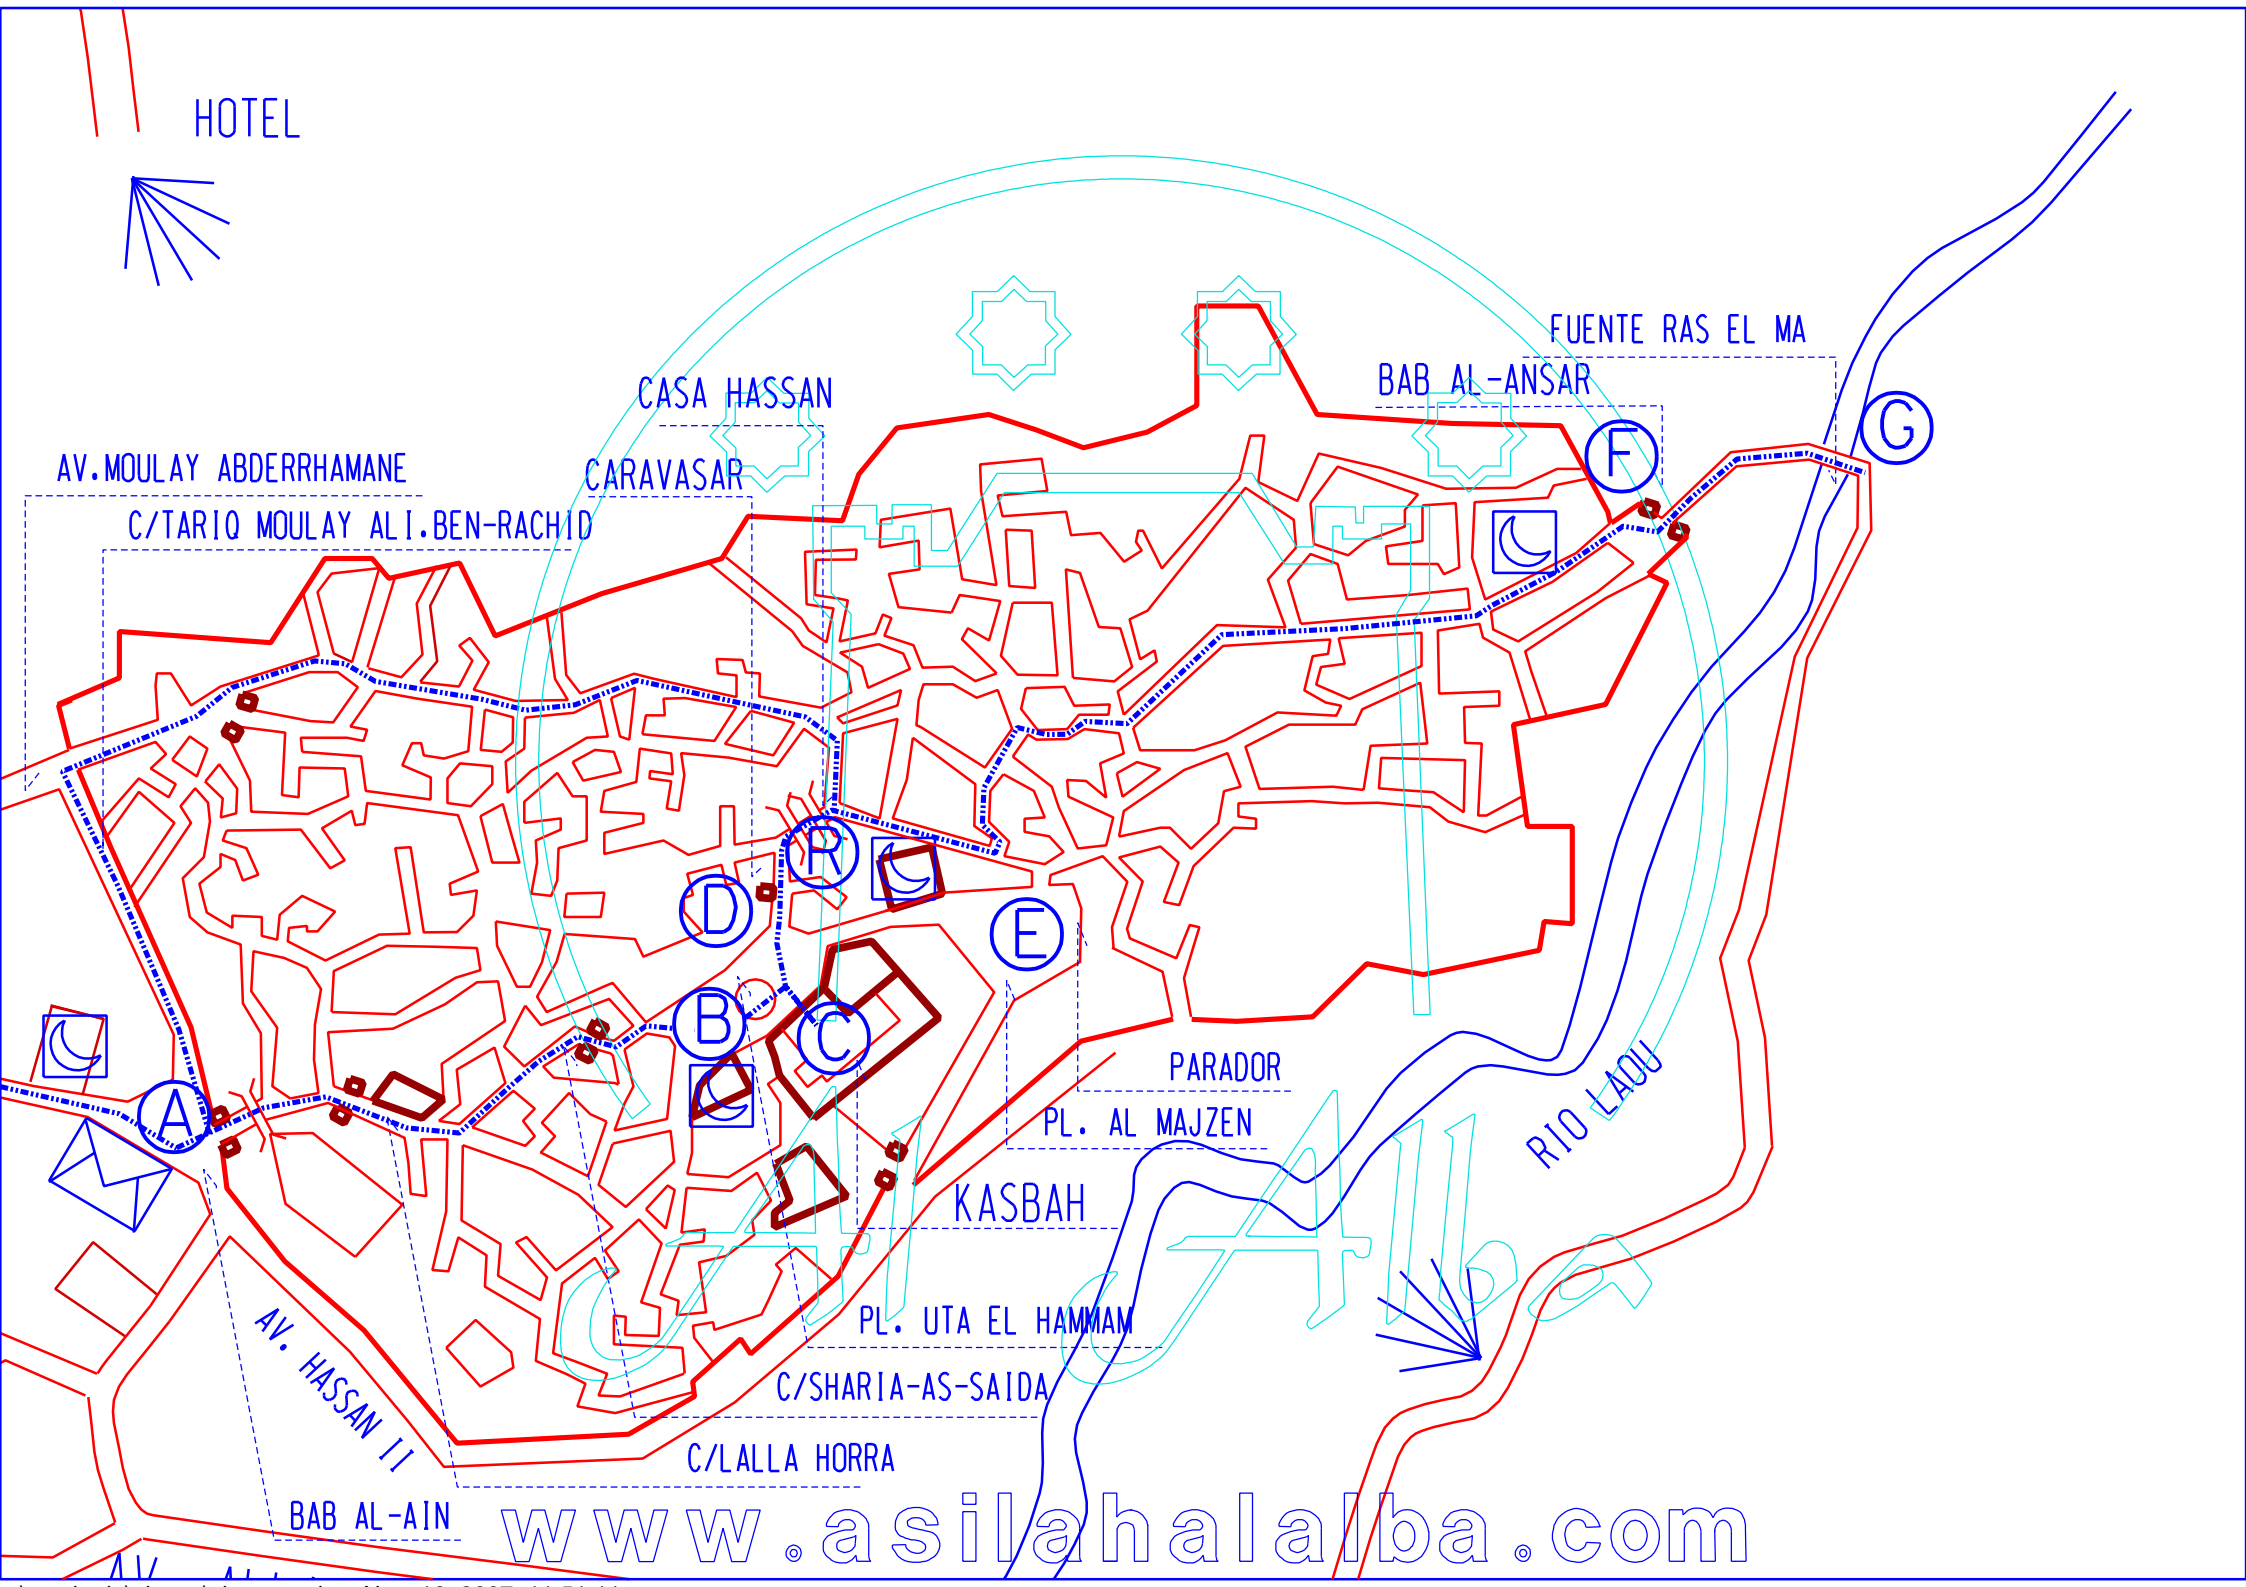 HOTEL
FUENTE RAS EL MA
BAB AL-ANSAR
CASA HASSAN
G
F
AV.MOULAY ABDERRHAMANE
CARAVASAR
C/TARIQ MOULAY ALI.BEN-RACHID
R
D
E
B
C
A
PARADOR
RIO LAOU
PL. AL MAJZEN
KASBAH
PL. UTA EL HAMMAM
AV. HASSAN II
C/SHARIA-AS-SAIDA
C/LALLA HORRA
BAB AL-AIN
www.asilahalalba.com